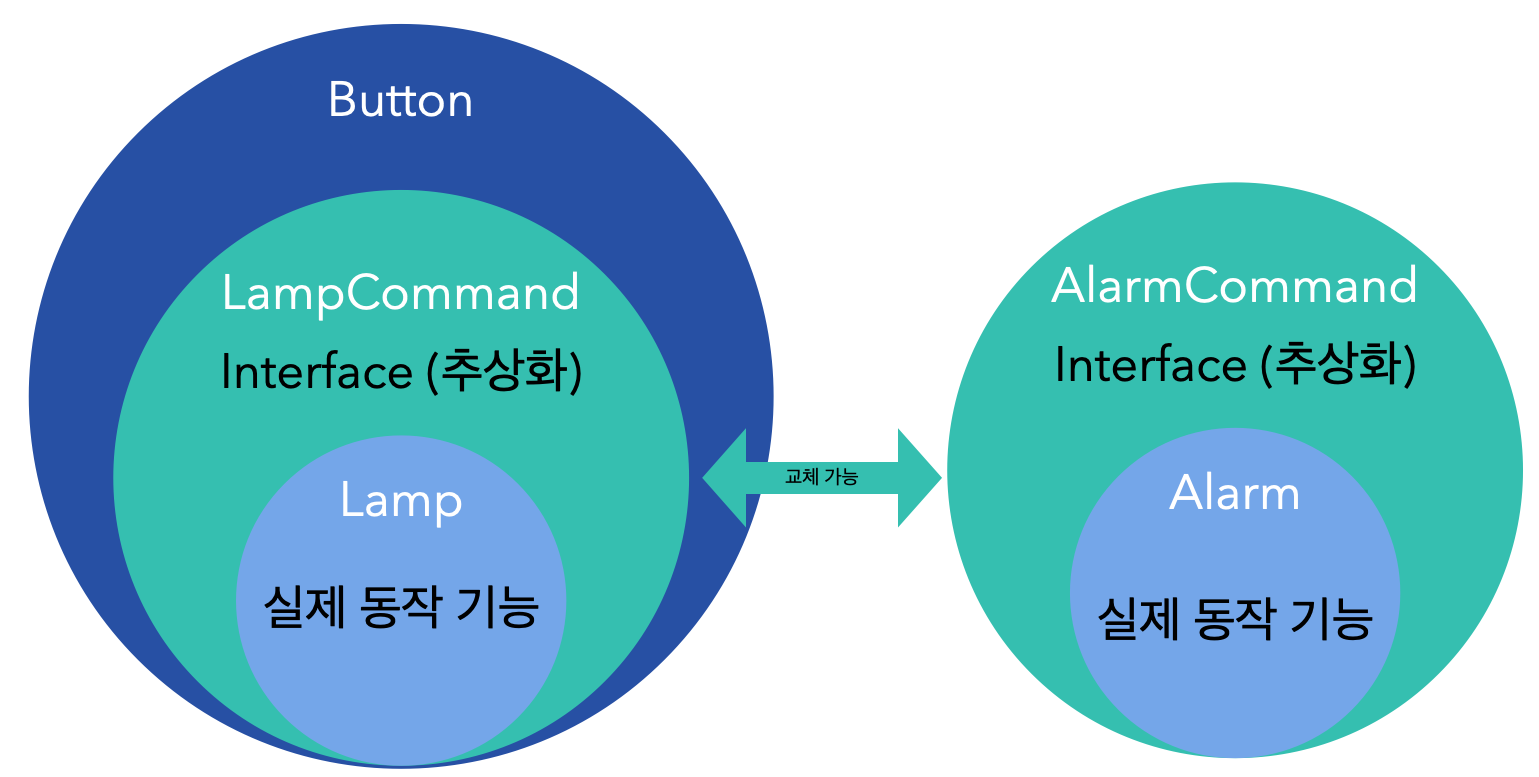 Button
LampCommand
Interface (추상화)
Lamp
실제 동작 기능
교체 가능
AlarmCommand
Interface (추상화)
Alarm
실제 동작 기능